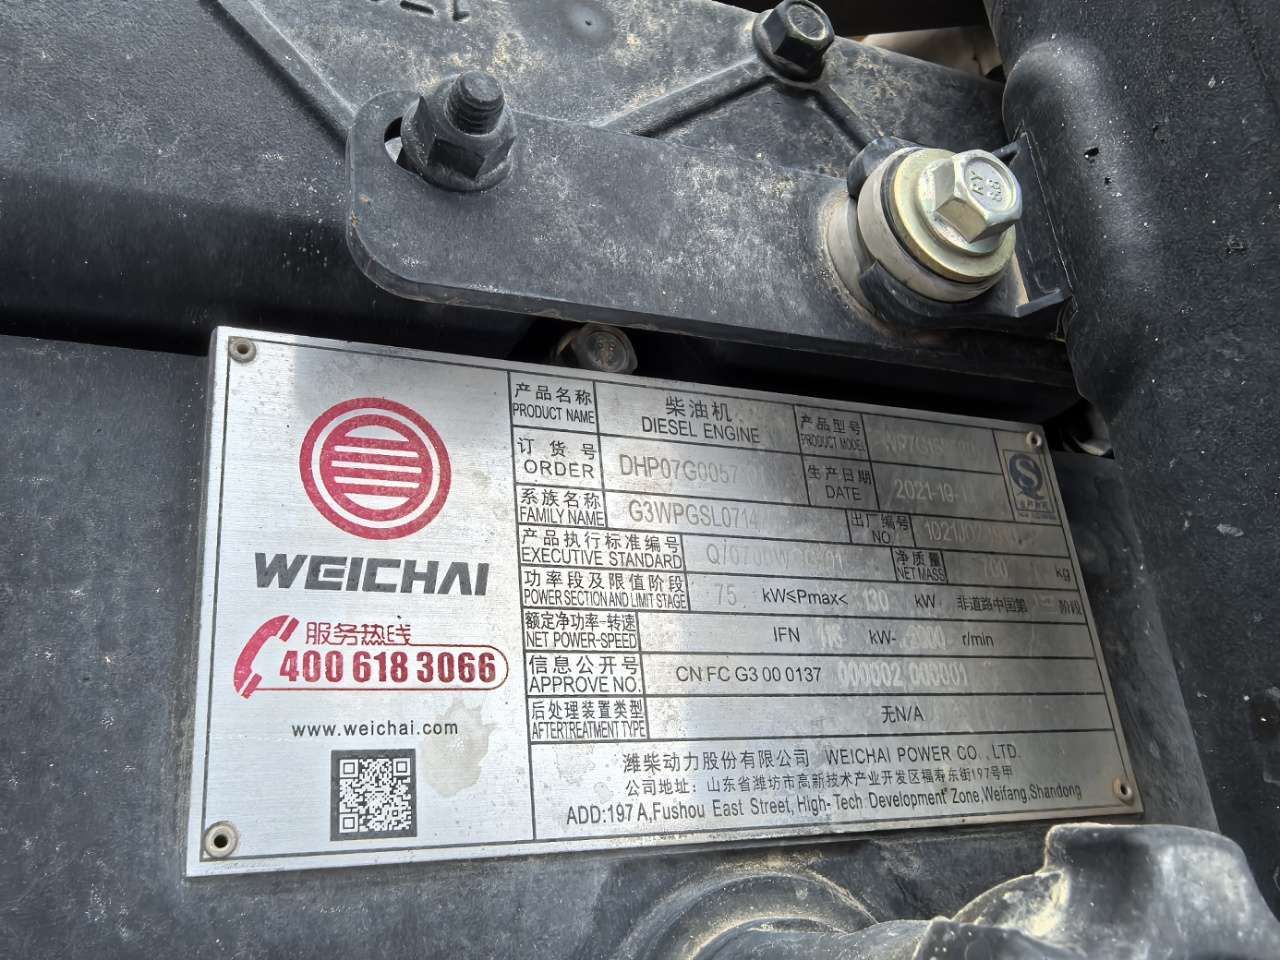 WEICHAI
服务热线
400 618 3066
www.weichai.com
产品名称 柴油机 产品型号
PRODUCT NAME DIESEL ENGINE PRODUCT MODE
订货号 DHP07G0057 生产日期
ORDER DATE 2021-10
系族名称 G3WPGSL0714 出厂编号
FAMILY NAME NO.
产品执行标准编号 净质量
EXECUTIVE STANDARD NET MASS kg
功率段及限值阶段 75 kW≤Pmax< 130 kW 非道路中国第 阶段
POWER SECTION AND LIMIT STAGE
额定净功率-转速 IFN kW- r/min
NET POWER-SPEED
信息公开号 CN FC G3 00 0137 000002 000001
APPROVE NO.
后处理装置类型 无N/A
AFTERTREATMENT TYPE
潍柴动力股份有限公司 WEICHAI POWER CO., LTD.
公司地址: 山东省潍坊市高新技术产业开发区福寿东街197号甲
ADD:197 A,Fushou East Street, High-Tech Development Zone,Weifang,Shandong